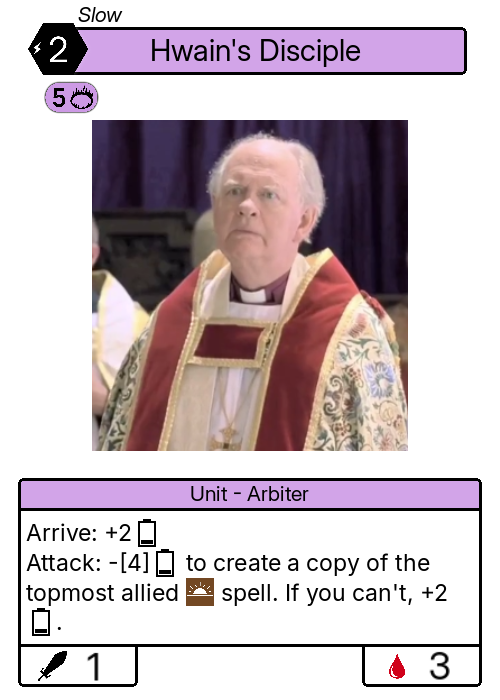 Slow
2
Hwain's Disciple
5
Unit - Arbiter
Arrive: +2
Attack: -[4] to create a copy of the
topmost allied spell. If you can't, +2
.
1
3